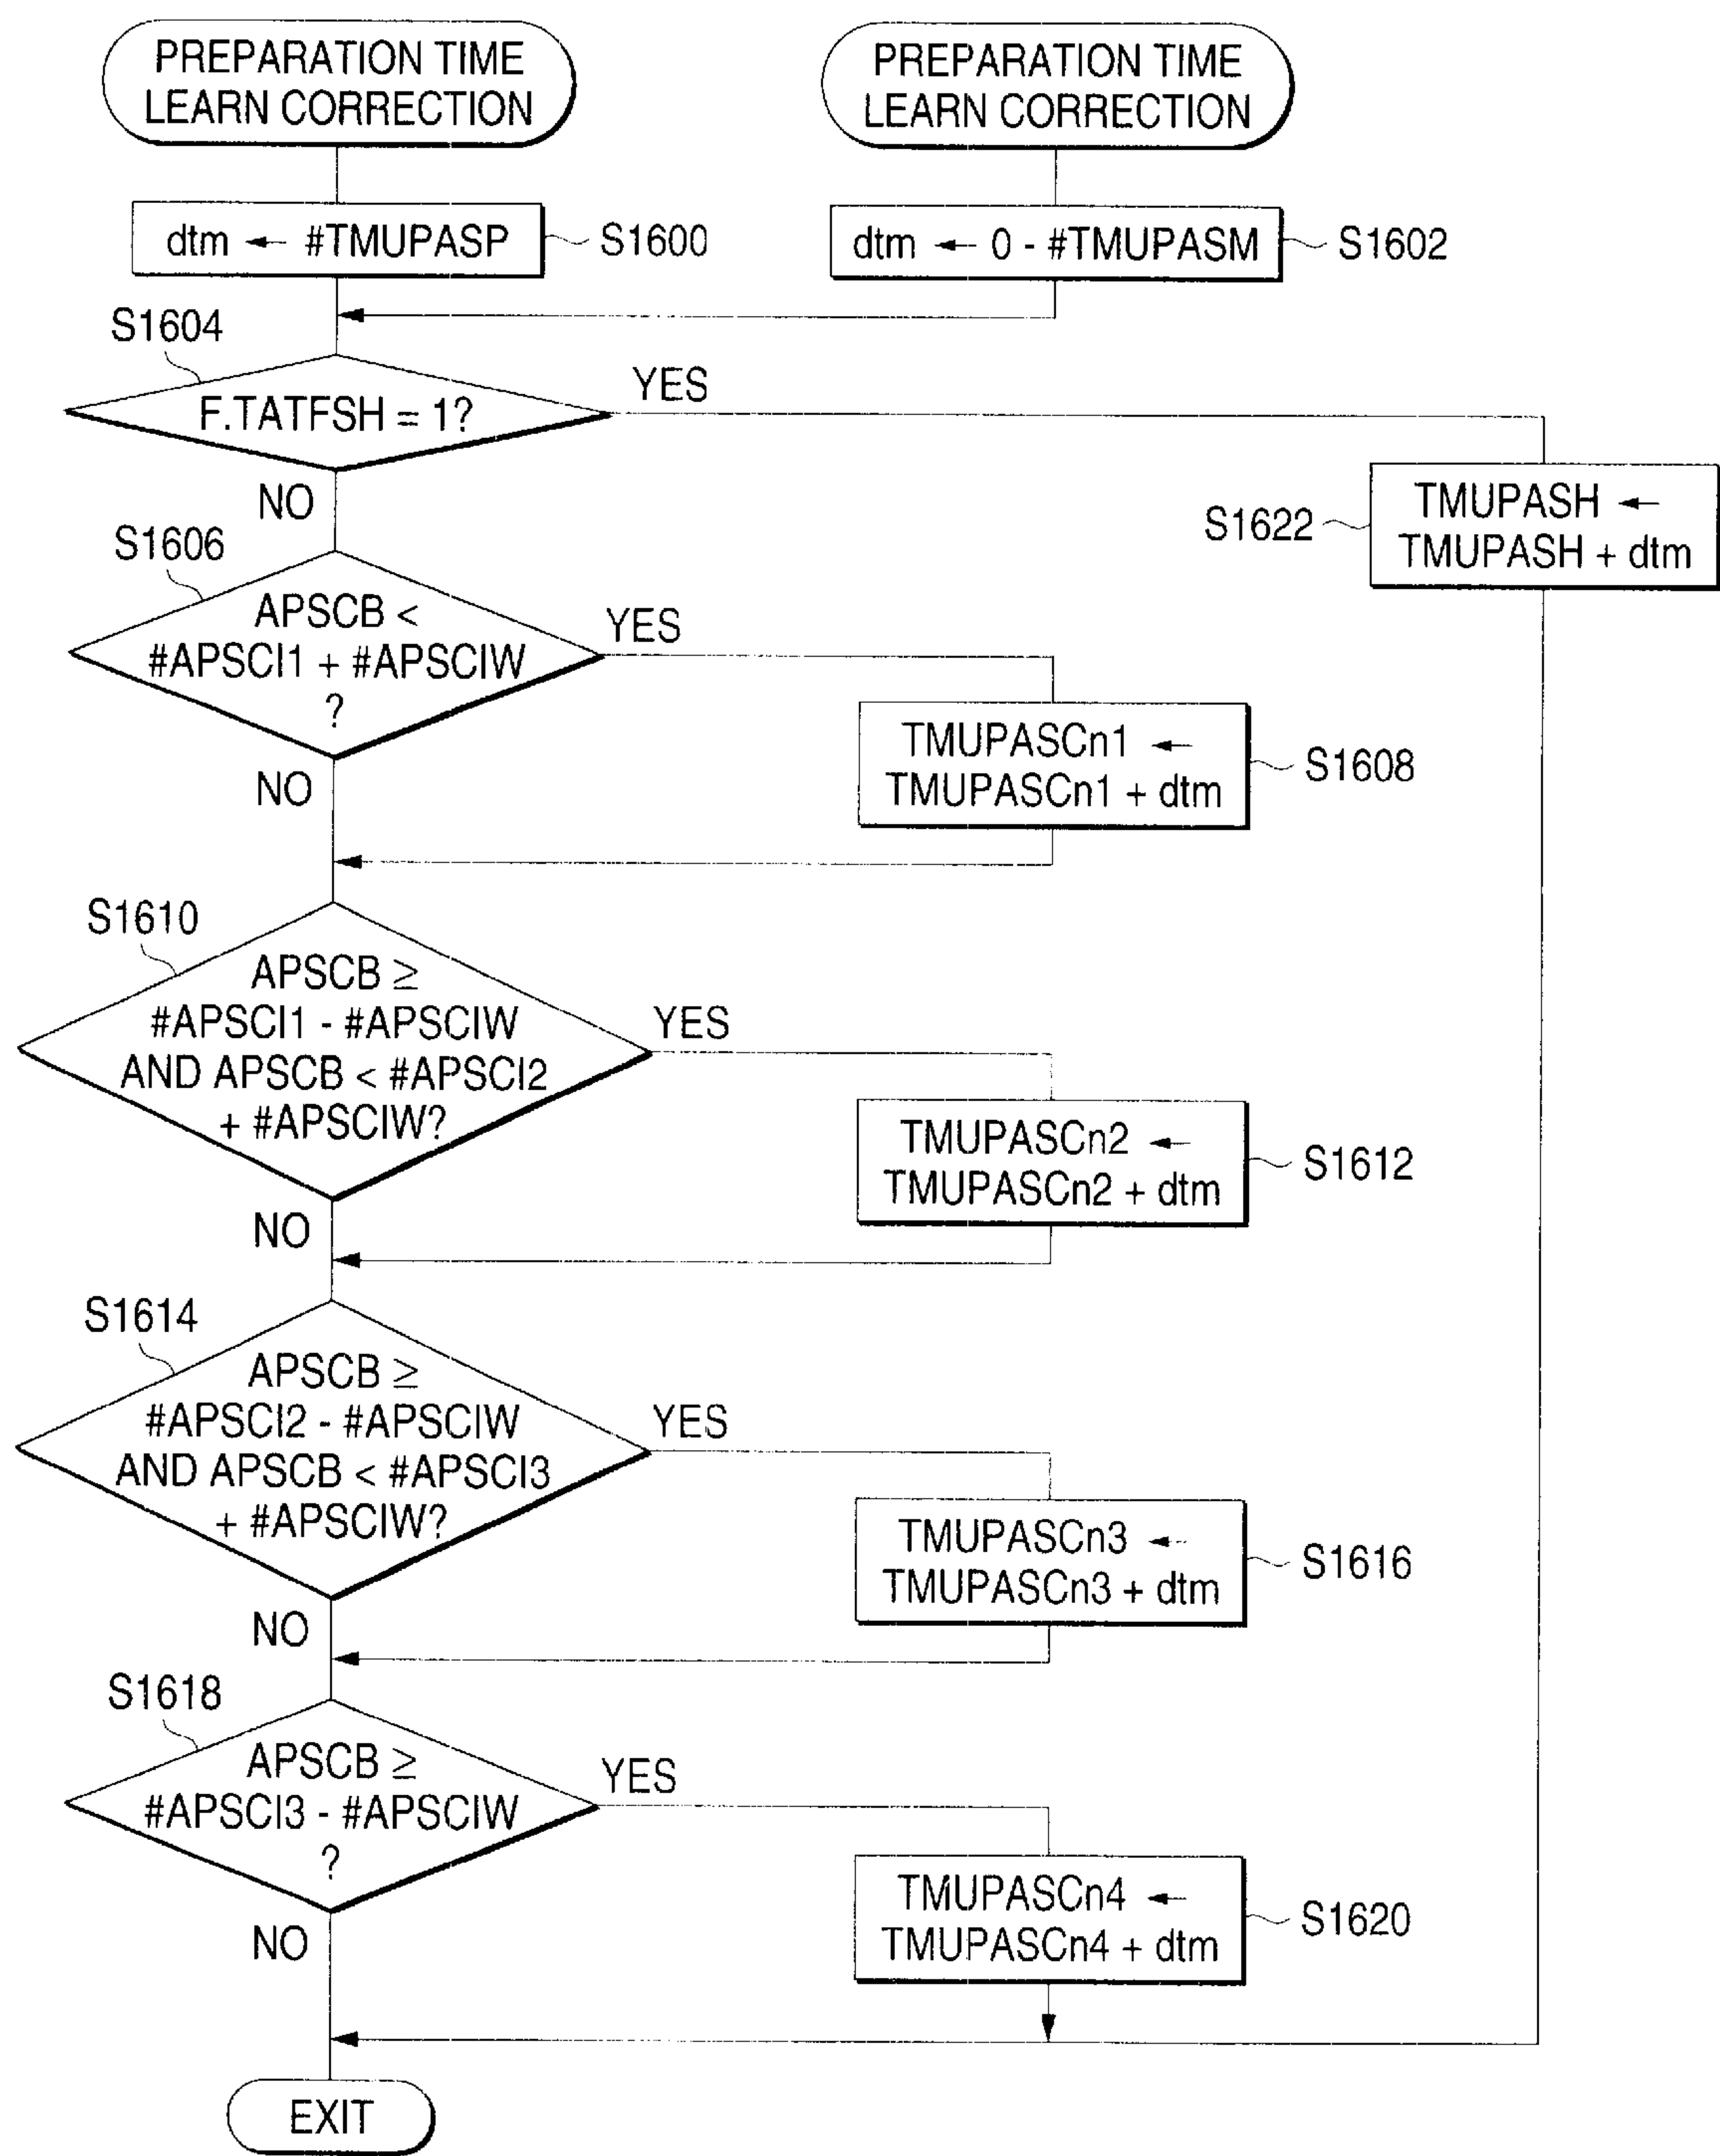 PREPARATION TIME
LEARN CORRECTION
PREPARATION TIME
LEARN CORRECTION
dtm ← #TMUPASP
S1600
dtm ← 0 - #TMUPASM
S1602
S1604
F.TATFSH = 1?
YES
NO
TMUPASH ←
TMUPASH + dtm
S1622
S1606
APSCB <
#APSCI1 + #APSCIW
?
YES
NO
TMUPASCn1 ←
TMUPASCn1 + dtm
S1608
S1610
APSCB ≥
#APSCI1 - #APSCIW
AND APSCB < #APSCI2
+ #APSCIW?
YES
NO
TMUPASCn2 ←
TMUPASCn2 + dtm
S1612
S1614
APSCB ≥
#APSCI2 - #APSCIW
AND APSCB < #APSCI3
+ #APSCIW?
YES
NO
TMUPASCn3 ←
TMUPASCn3 + dtm
S1616
S1618
APSCB ≥
#APSCI3 - #APSCIW
?
YES
NO
TMUPASCn4 ←
TMUPASCn4 + dtm
S1620
EXIT